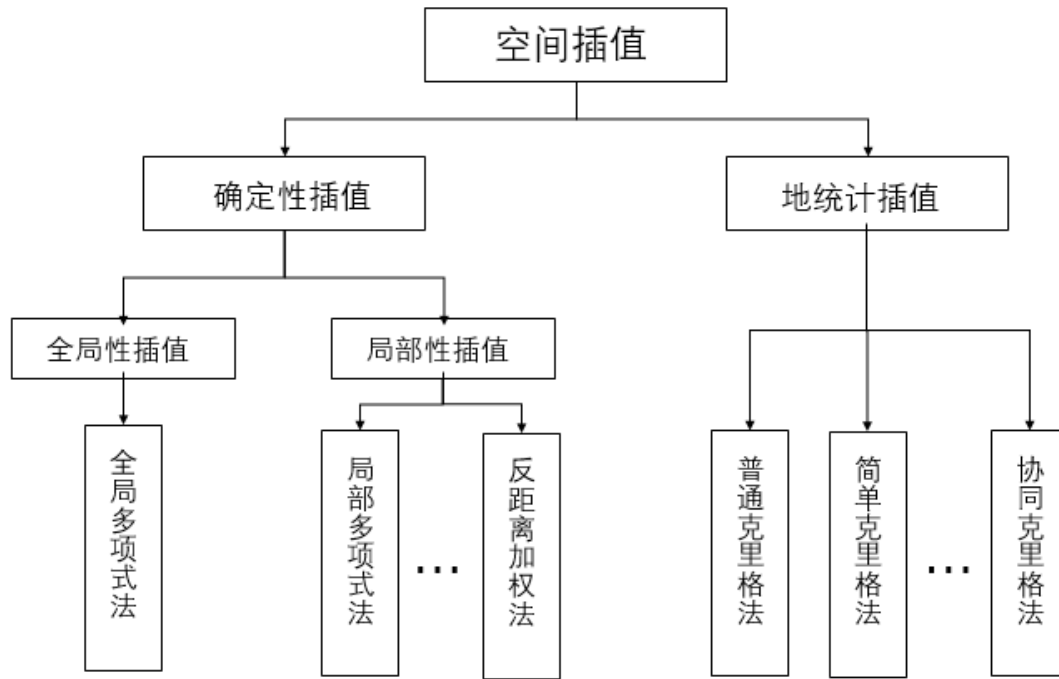 空间插值
确定性插值
地统计插值
全局性插值
局部性插值
全局多项式法
局部多项式法
...
反距离加权法
普通克里格法
简单克里格法
...
协同克里格法